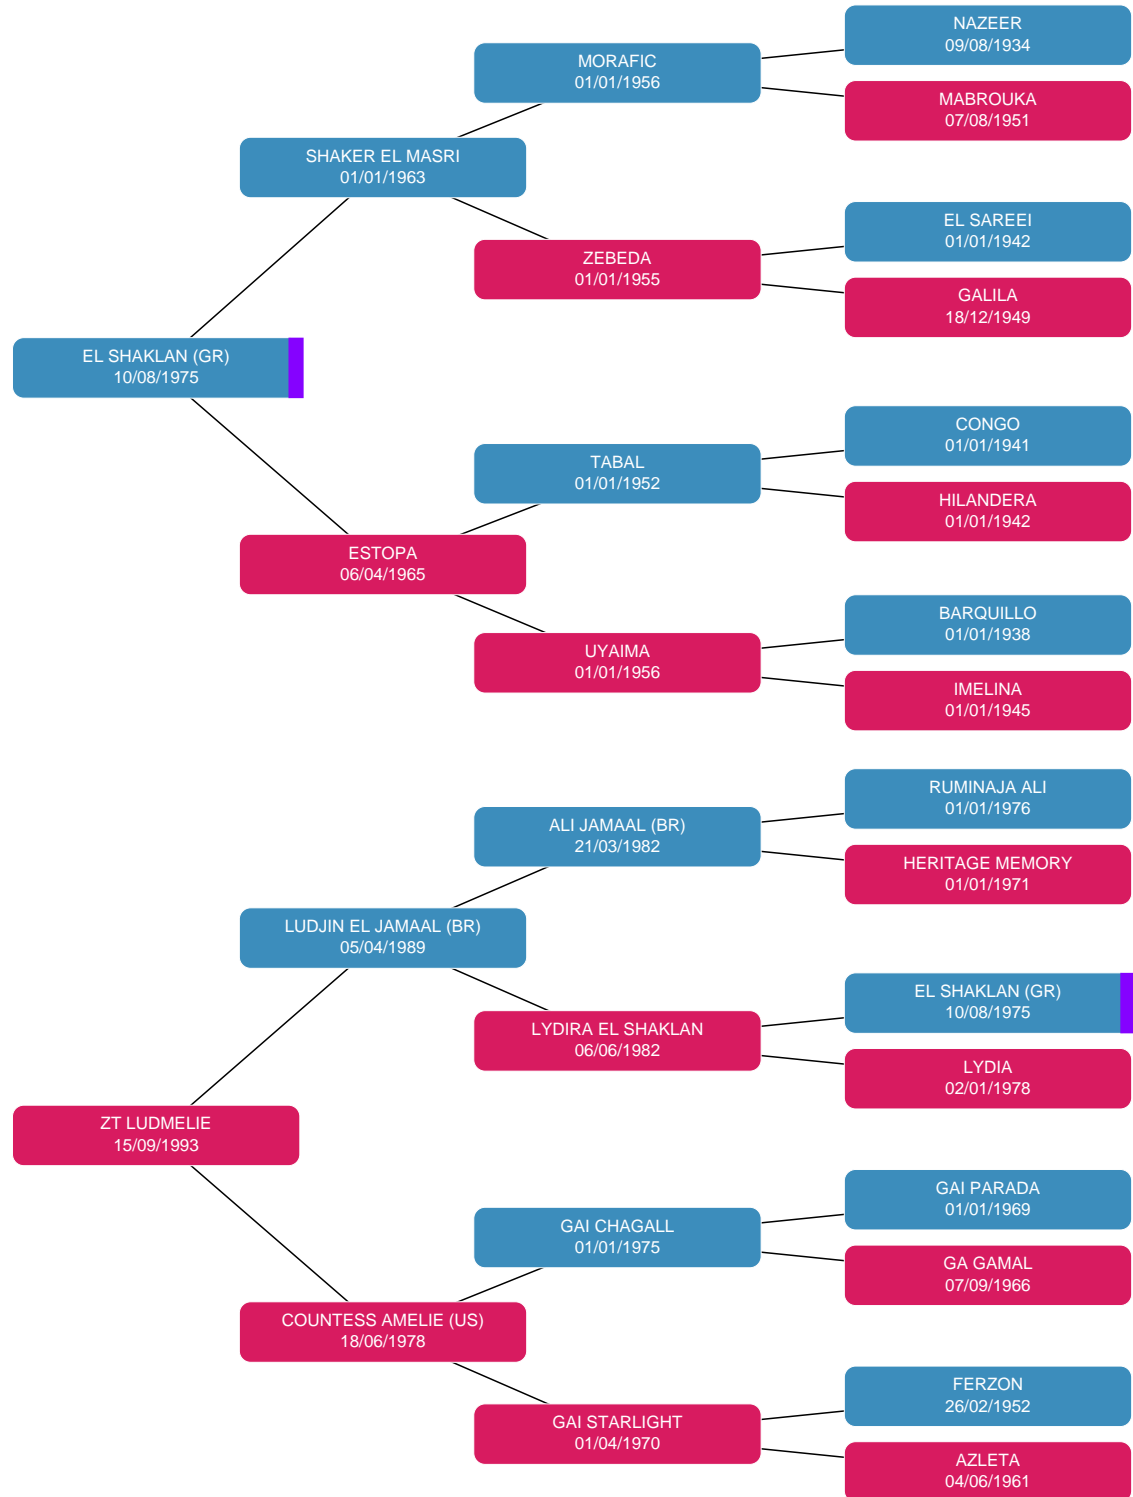 NAZEER
09/08/1934
MORAFIC
01/01/1956
MABROUKA
07/08/1951
SHAKER EL MASRI
01/01/1963
EL SAREEI
01/01/1942
ZEBEDA
01/01/1955
GALILA
18/12/1949
EL SHAKLAN (GR)
10/08/1975
CONGO
01/01/1941
TABAL
01/01/1952
HILANDERA
01/01/1942
ESTOPA
06/04/1965
BARQUILLO
01/01/1938
UYAIMA
01/01/1956
IMELINA
01/01/1945
RUMINAJA ALI
01/01/1976
ALI JAMAAL (BR)
21/03/1982
HERITAGE MEMORY
01/01/1971
LUDJIN EL JAMAAL (BR)
05/04/1989
EL SHAKLAN (GR)
10/08/1975
LYDIRA EL SHAKLAN
06/06/1982
LYDIA
02/01/1978
ZT LUDMELIE
15/09/1993
GAI PARADA
01/01/1969
GAI CHAGALL
01/01/1975
GA GAMAL
07/09/1966
COUNTESS AMELIE (US)
18/06/1978
FERZON
26/02/1952
GAI STARLIGHT
01/04/1970
AZLETA
04/06/1961